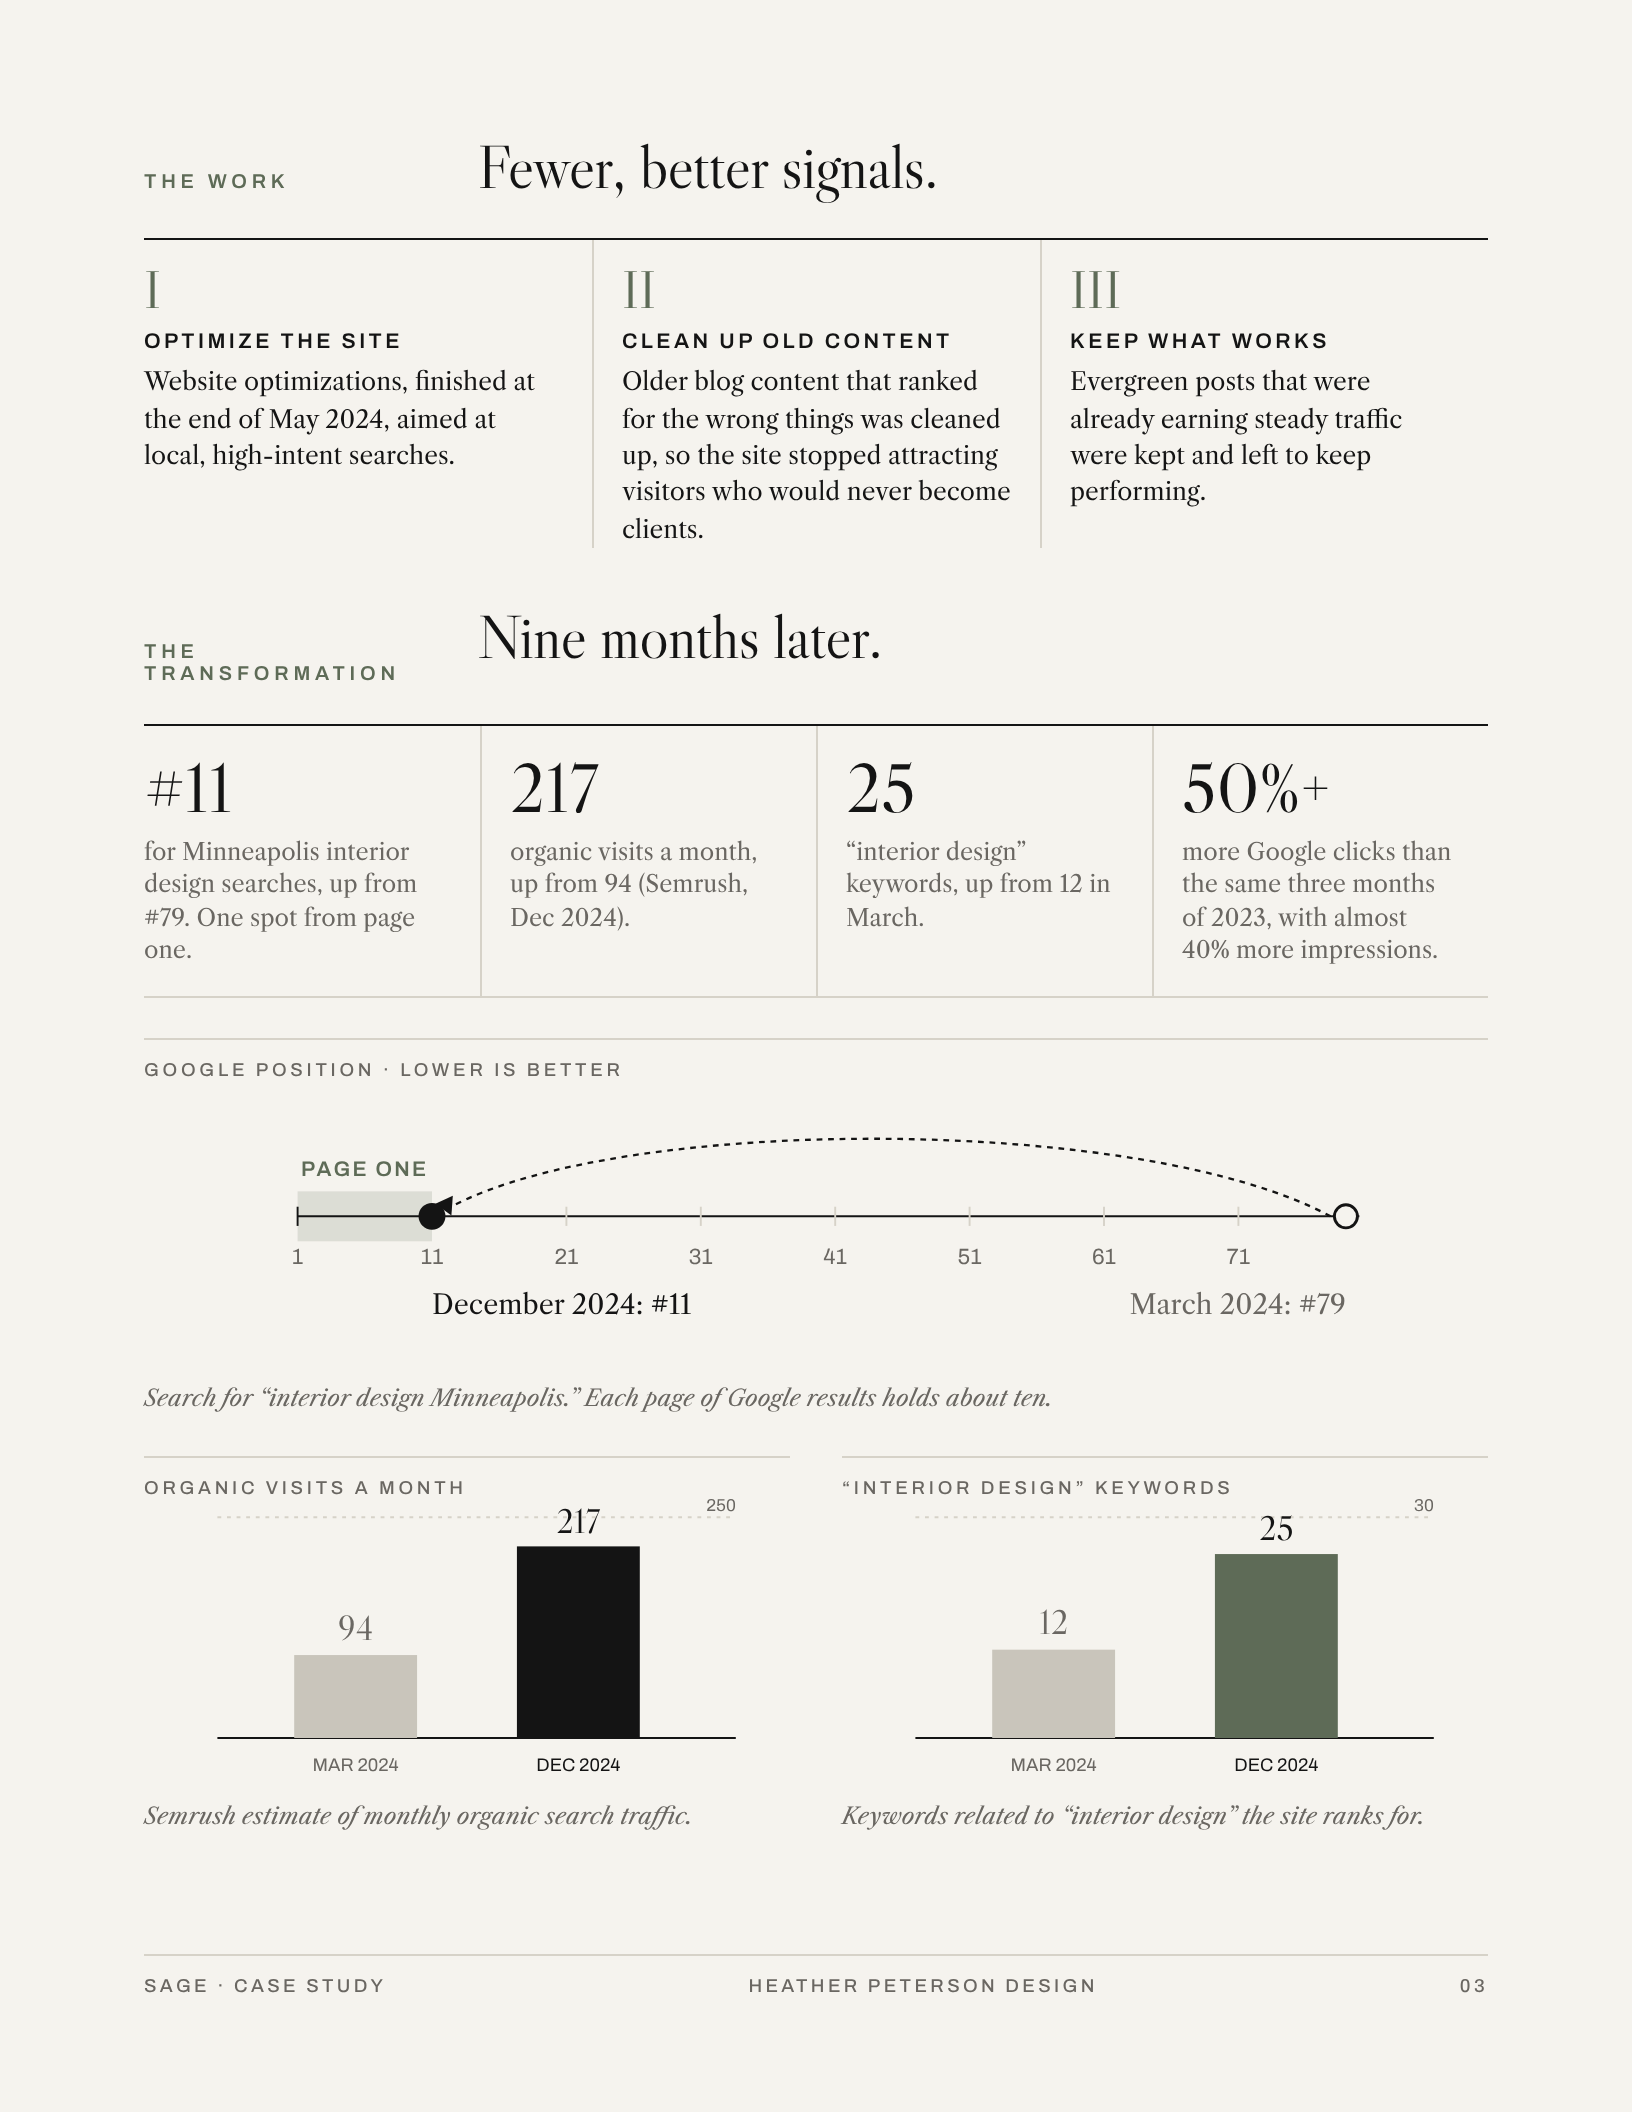 THE WORK
Fewer, better signals.
I
OPTIMIZE THE SITE
Website optimizations, finished at
the end of May 2024, aimed at
local, high-intent searches.
II
CLEAN UP OLD CONTENT
Older blog content that ranked
for the wrong things was cleaned
up, so the site stopped attracting
visitors who would never become
clients.
III
KEEP WHAT WORKS
Evergreen posts that were
already earning steady traffic
were kept and left to keep
performing.
THE
TRANSFORMATION
Nine months later.
#11
for Minneapolis interior
design searches, up from
#79. One spot from page
one.
217
organic visits a month,
up from 94 (Semrush,
Dec 2024).
25
“interior design”
keywords, up from 12 in
March.
50%+
more Google clicks than
the same three months
of 2023, with almost
40% more impressions.
GOOGLE POSITION · LOWER IS BETTER
PAGE ONE
1 11 21 31 41 51 61 71
December 2024: #11
March 2024: #79
Search for “interior design Minneapolis.” Each page of Google results holds about ten.
ORGANIC VISITS A MONTH
250
217
94
MAR 2024
DEC 2024
Semrush estimate of monthly organic search traffic.
“INTERIOR DESIGN” KEYWORDS
30
25
12
MAR 2024
DEC 2024
Keywords related to “interior design” the site ranks for.
SAGE · CASE STUDY
HEATHER PETERSON DESIGN
03